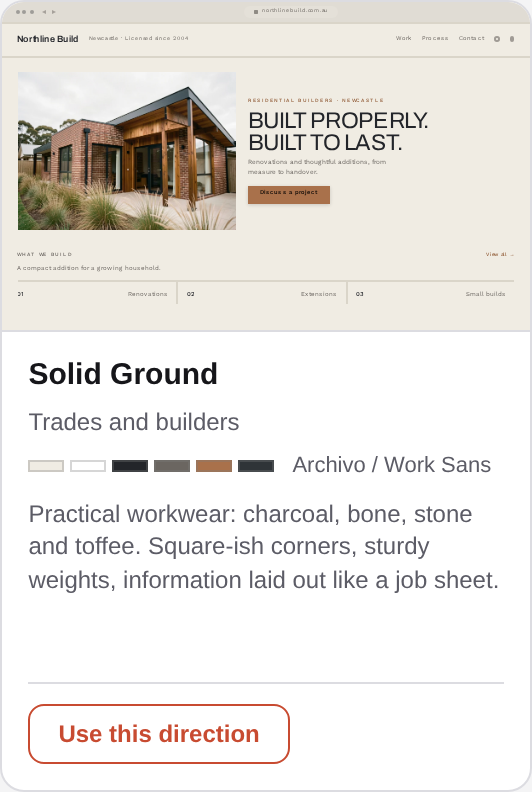 northlinebuild.com.au
Northline Build
Newcastle · Licensed since 2004
Work Process Contact
RESIDENTIAL BUILDERS · NEWCASTLE
BUILT PROPERLY.
BUILT TO LAST.
Renovations and thoughtful additions, from
measure to handover.
Discuss a project
WHAT WE BUILD
View all →
A compact addition for a growing household.
01 Renovations 02 Extensions 03 Small builds
Solid Ground
Trades and builders
Archivo / Work Sans
Practical workwear: charcoal, bone, stone
and toffee. Square-ish corners, sturdy
weights, information laid out like a job sheet.
Use this direction